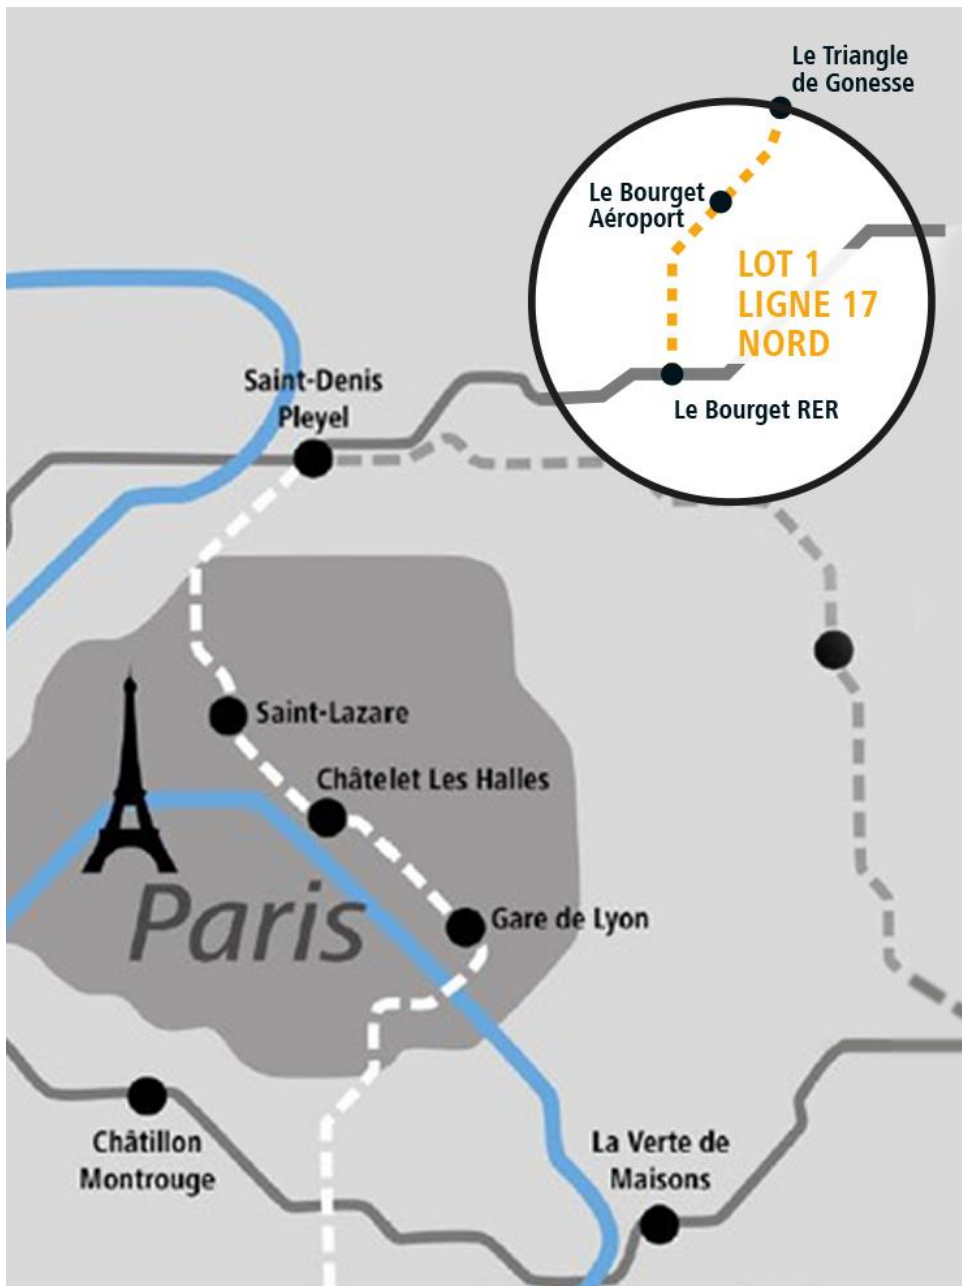 Le Triangle
de Gonesse
Le Bourget
Aéroport
LOT 1
LIGNE 17
NORD
Le Bourget RER
Saint-Denis
Pleyel
Saint-Lazare
Châtelet Les Halles
Gare de Lyon
Paris
Châtillon
Montrouge
La Verte de
Maisons